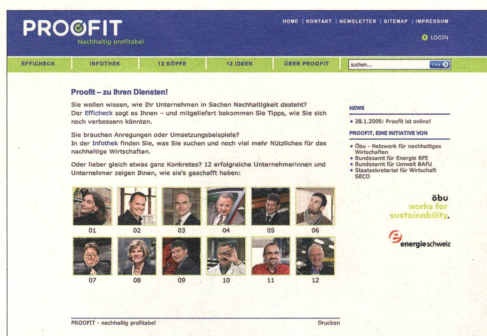 PROOFIT
Nachhaltig profitabel
HOME | KONTAKT | NEWSLETTER | SITEMAP | IMPRESSUM
LOGIN
EFFICHECK
INFOTHEK
12 KÖPFE
12 IDEEN
ÜBER PROOFIT
suchen...
Proofit – zu Ihren Diensten!
Sie wollen wissen, wie Ihr Unternehmen in Sachen Nachhaltigkeit dasteht?
Der Efficheck sagt es Ihnen – und mitgeliefert bekommen Sie Tipps, wie Sie sich
noch verbessern könnten.
Sie brauchen Anregungen oder Umsetzungsbeispiele?
In der Infothek finden Sie, was Sie suchen und noch viel mehr Nützliches für das
nachhaltige Wirtschaften.
Oder lieber gleich etwas ganz Konkretes? 12 erfolgreiche Unternehmerinnen und
Unternehmer zeigen Ihnen, wie sie's geschafft haben:
01 02 03 04 05 06
07 08 09 10 11 12
NEWS
28.1.2009: Proofit ist online!
PROOFIT, EINE INITIATIVE VON
Öbu - Netzwerk für nachhaltiges
Wirtschaften
Bundesamt für Energie BFE
Bundesamt für Umwelt BAFU
Staatssekretariat für Wirtschaft
SECO
öbu
works for
sustainability.
energieschweiz
PROOFIT - nachhaltig profitabel
Drucken